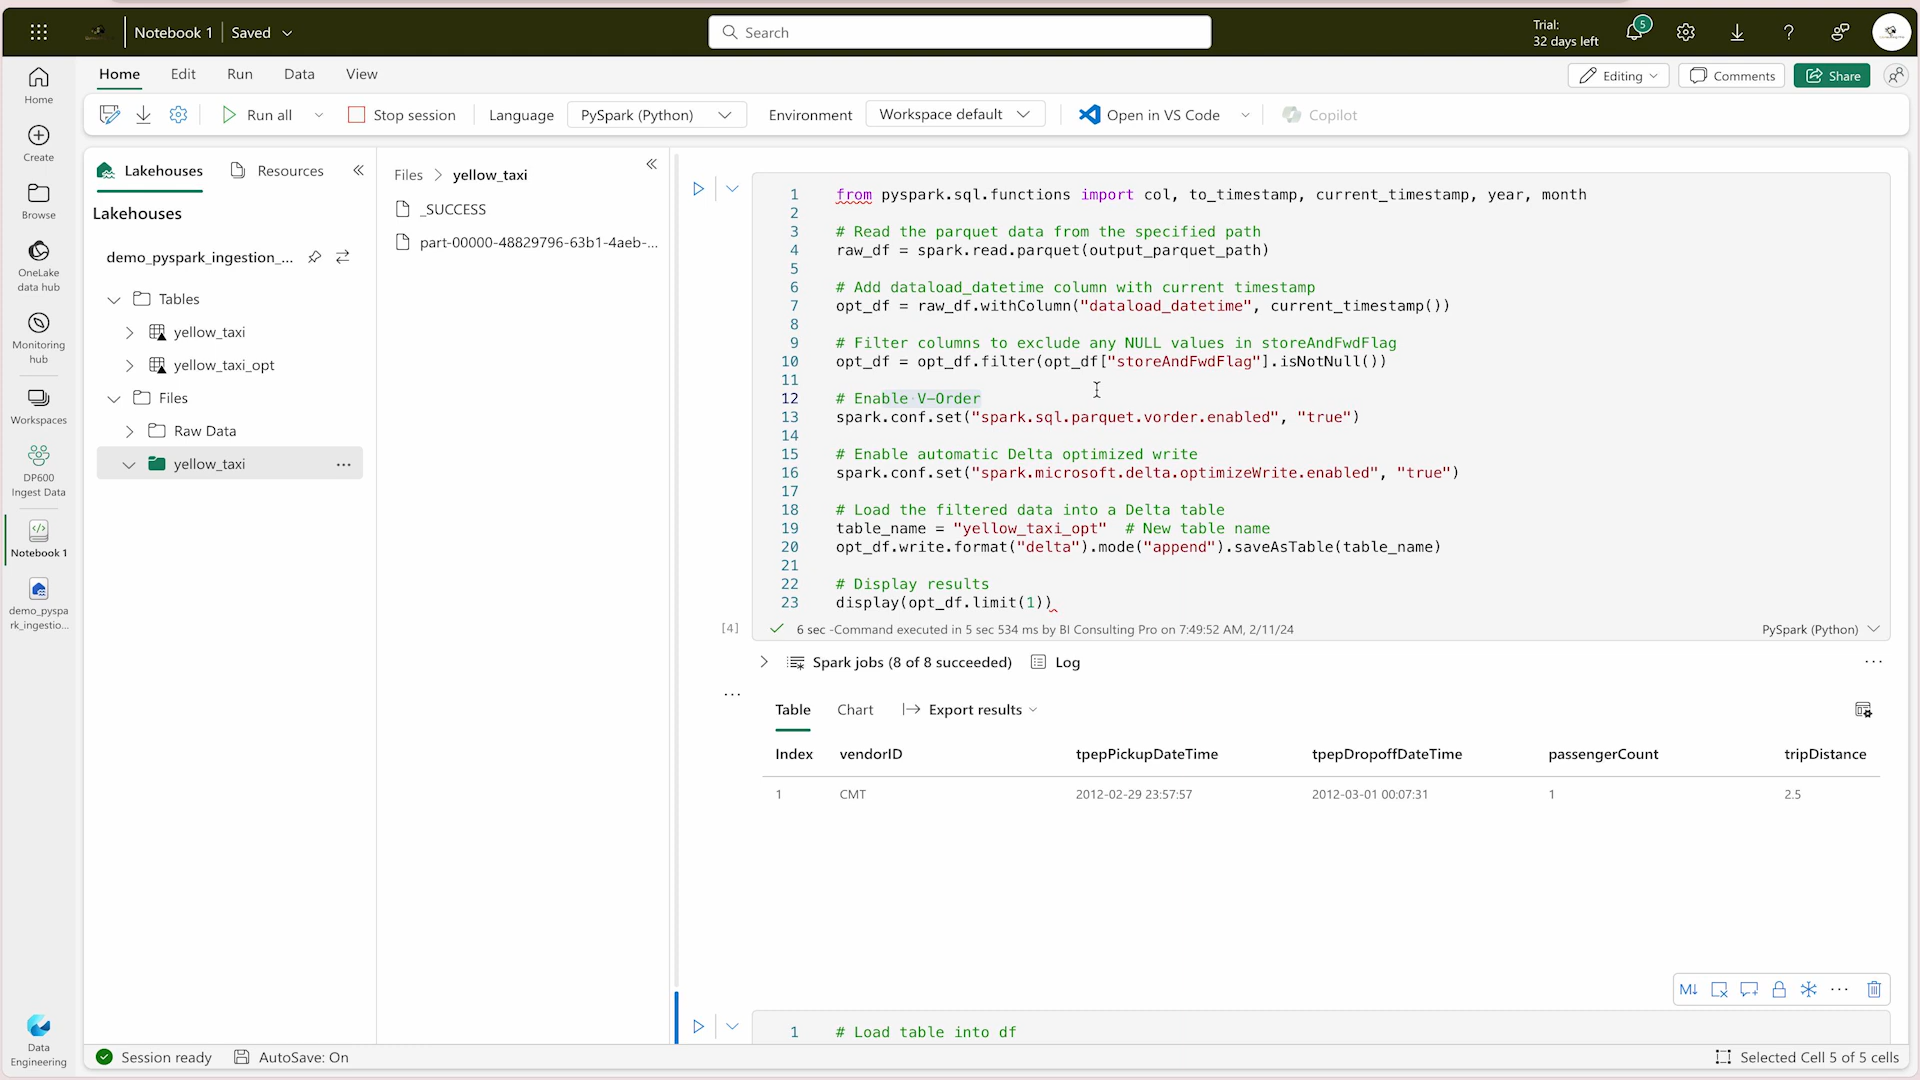 Notebook 1 | Saved
Search
Trial:
32 days left
5
Home Edit Run Data View
Editing Comments Share
Run all Stop session Language PySpark (Python) Environment Workspace default Open in VS Code Copilot
Home
Create
Browse
OneLake
data hub
Monitoring
hub
Workspaces
DP600
Ingest Data
Notebook 1
demo_pyspa
rk_ingestio...
Data
Engineering
Lakehouses Resources
Lakehouses
demo_pyspark_ingestion_...
Tables
yellow_taxi
yellow_taxi_opt
Files
Raw Data
yellow_taxi
Files > yellow_taxi
_SUCCESS
part-00000-48829796-63b1-4aeb-...
1 from pyspark.sql.functions import col, to_timestamp, current_timestamp, year, month
2
3 # Read the parquet data from the specified path
4 raw_df = spark.read.parquet(output_parquet_path)
5
6 # Add dataload_datetime column with current timestamp
7 opt_df = raw_df.withColumn("dataload_datetime", current_timestamp())
8
9 # Filter columns to exclude any NULL values in storeAndFwdFlag
10 opt_df = opt_df.filter(opt_df["storeAndFwdFlag"].isNotNull())
11
12 # Enable V-Order
13 spark.conf.set("spark.sql.parquet.vorder.enabled", "true")
14
15 # Enable automatic Delta optimized write
16 spark.conf.set("spark.microsoft.delta.optimizeWrite.enabled", "true")
17
18 # Load the filtered data into a Delta table
19 table_name = "yellow_taxi_opt" # New table name
20 opt_df.write.format("delta").mode("append").saveAsTable(table_name)
21
22 # Display results
23 display(opt_df.limit(1))
[4] 6 sec -Command executed in 5 sec 534 ms by BI Consulting Pro on 7:49:52 AM, 2/11/24 PySpark (Python)
Spark jobs (8 of 8 succeeded) Log
Table Chart Export results
Index vendorID tpepPickupDateTime tpepDropoffDateTime passengerCount tripDistance
1 CMT 2012-02-29 23:57:57 2012-03-01 00:07:31 1 2.5
M↓
1 # Load table into df
Session ready AutoSave: On Selected Cell 5 of 5 cells